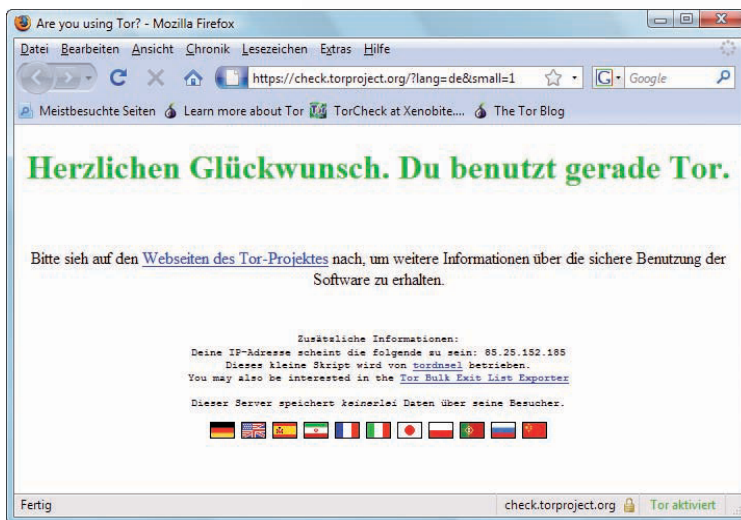 Are you using Tor? - Mozilla Firefox
Datei Bearbeiten Ansicht Chronik Lesezeichen Extras Hilfe
https://check.torproject.org/?lang=de&small=1 G Google
Meistbesuchte Seiten Learn more about Tor TorCheck at Xenobite.... The Tor Blog
Herzlichen Glückwunsch. Du benutzt gerade Tor.
Bitte sieh auf den Webseiten des Tor-Projektes nach, um weitere Informationen über die sichere Benutzung der
Software zu erhalten.
Zusätzliche Informationen:
Deine IP-Adresse scheint die folgende zu sein: 85.25.152.185
Dieses kleine Skript wird von tordnsel betrieben.
You may also be interested in the Tor Bulk Exit List Exporter
Dieser Server speichert keinerlei Daten über seine Besucher.
Fertig check.torproject.org Tor aktiviert